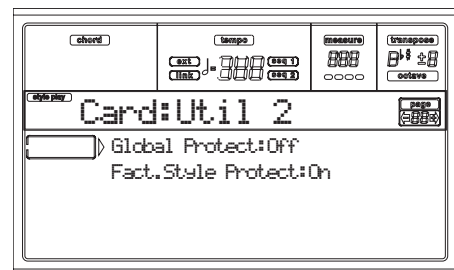 chord
tempo
measure
transpose
ext
seq 1
link
seq 2
octave
style play
Card:Util 2
page
Global Protect:Off
Fact.Style Protect:On